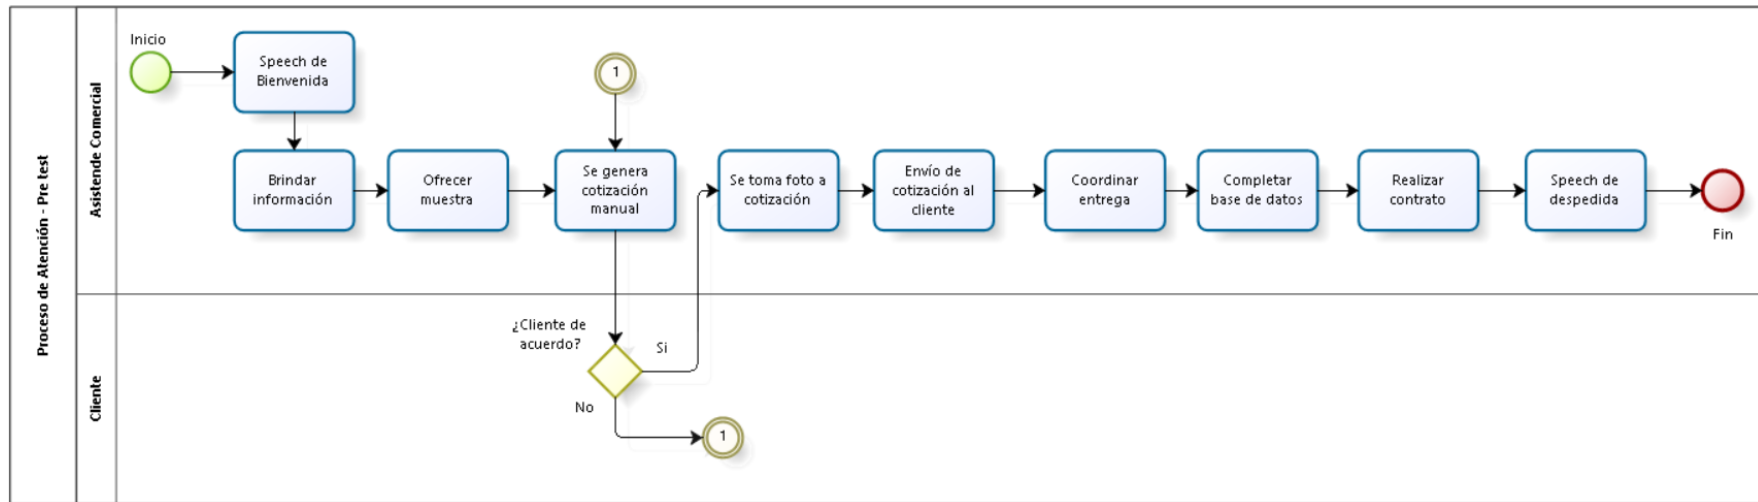 Proceso de Atención - Pre test
Asistende Comercial
Cliente
Inicio
Speech de
Bienvenida
1
Brindar
información
Ofrecer
muestra
Se genera
cotización
manual
Se toma foto a
cotización
Envío de
cotización al
cliente
Coordinar
entrega
Completar
base de datos
Realizar
contrato
Speech de
despedida
Fin
¿Cliente de
acuerdo?
Si
No
1